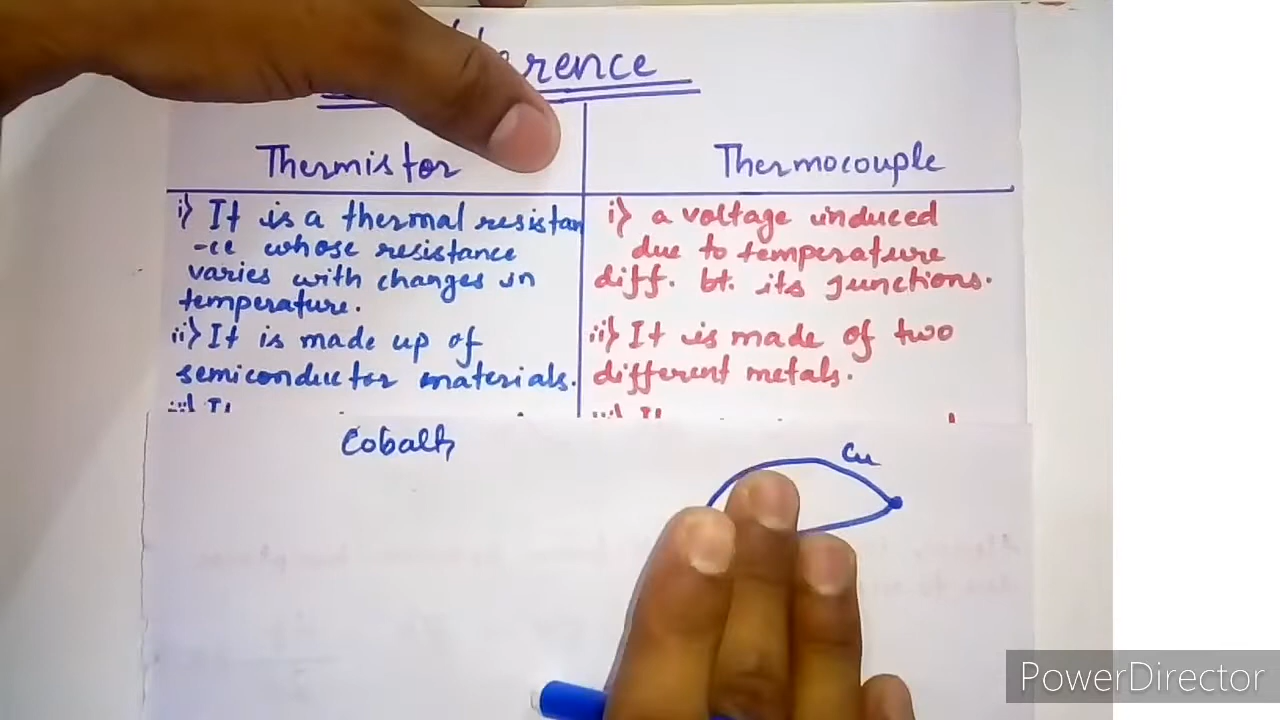 erence
Thermistor
Thermocouple
i) It is a thermal resistan
-ce whose resistance
varies with changes in
temperature.
ii) It is made up of
semiconductor materials.
i) a voltage induced
due to temperature
diff. bt. its junctions.
ii) It is made of two
different metals.
Cobalt
Cu
PowerDirector